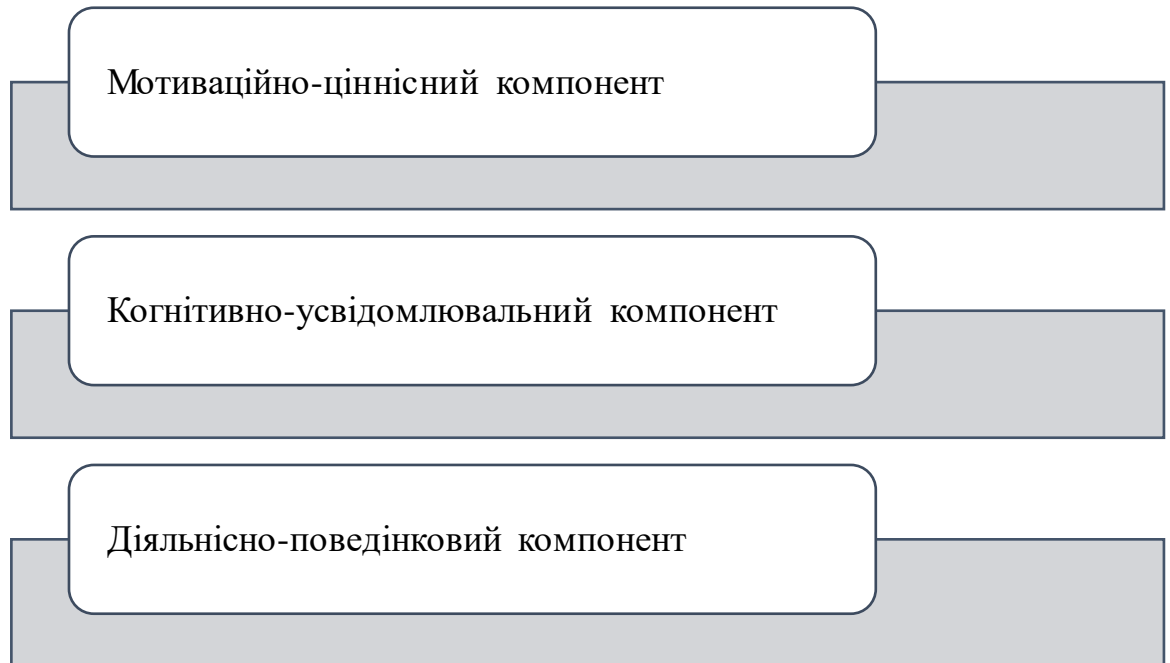 Мотиваційно-ціннісний компонент
Когнітивно-усвідомлювальний компонент
Діяльнісно-поведінковий компонент